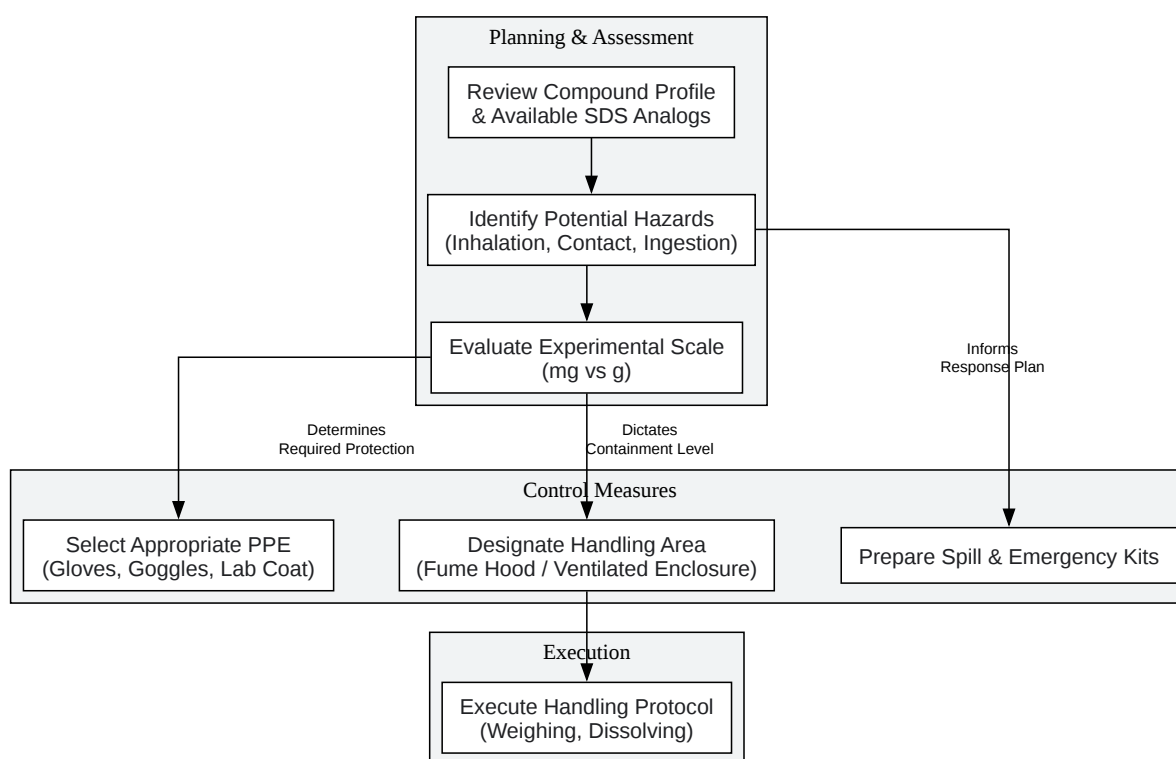 Planning & Assessment
Review Compound Profile
& Available SDS Analogs
Identify Potential Hazards
(Inhalation, Contact, Ingestion)
Evaluate Experimental Scale
(mg vs g)
Informs
Response Plan
Determines
Required Protection
Dictates
Containment Level
Control Measures
Select Appropriate PPE
(Gloves, Goggles, Lab Coat)
Designate Handling Area
(Fume Hood / Ventilated Enclosure)
Prepare Spill & Emergency Kits
Execution
Execute Handling Protocol
(Weighing, Dissolving)